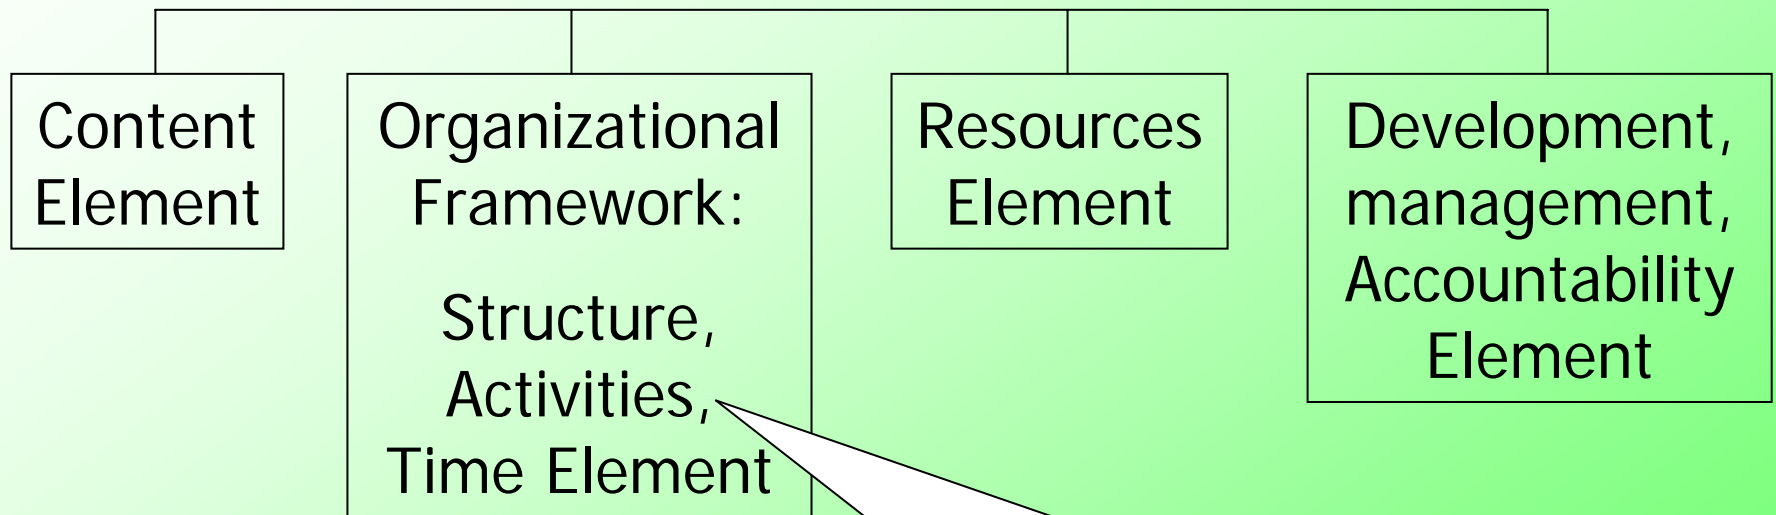 Content
Element
Organizational
Framework:
Structure,
Activities,
Time Element
Resources
Element
Development,
management,
Accountability
Element